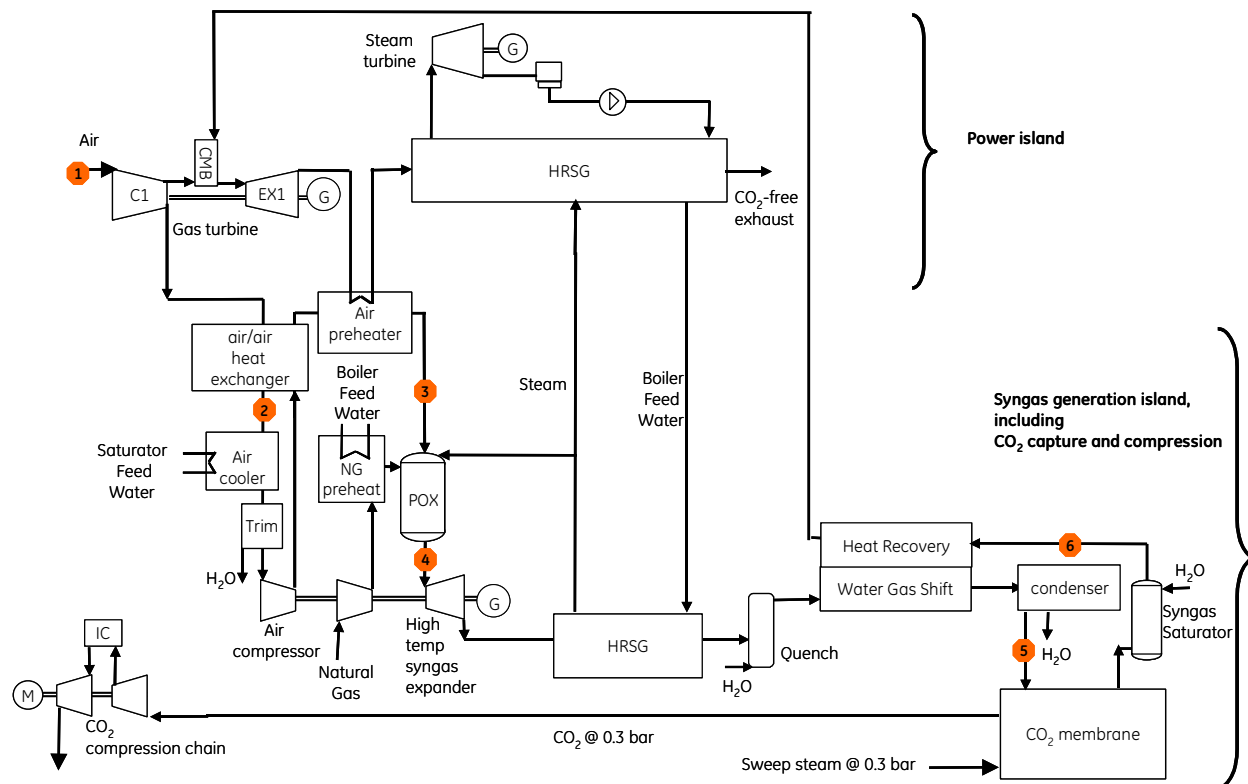 Steam
turbine
G
Power island
Air
1
CMB
C1
EX1
G
Gas turbine
HRSG
CO2-free
exhaust
Air
preheater
air/air
heat
exchanger
2
3
Boiler
Feed
Water
Steam
Boiler
Feed
Water
Syngas generation island,
including
CO2 capture and compression
Saturator
Feed
Water
Air
cooler
NG
preheat
POX
Trim
4
H2O
G
Air
compressor
Natural
Gas
High
temp
syngas
expander
HRSG
Quench
H2O
Heat Recovery
Water Gas Shift
6
condenser
H2O
5
H2O
Syngas
Saturator
IC
M
CO2
compression chain
CO2 @ 0.3 bar
CO2 membrane
Sweep steam @ 0.3 bar